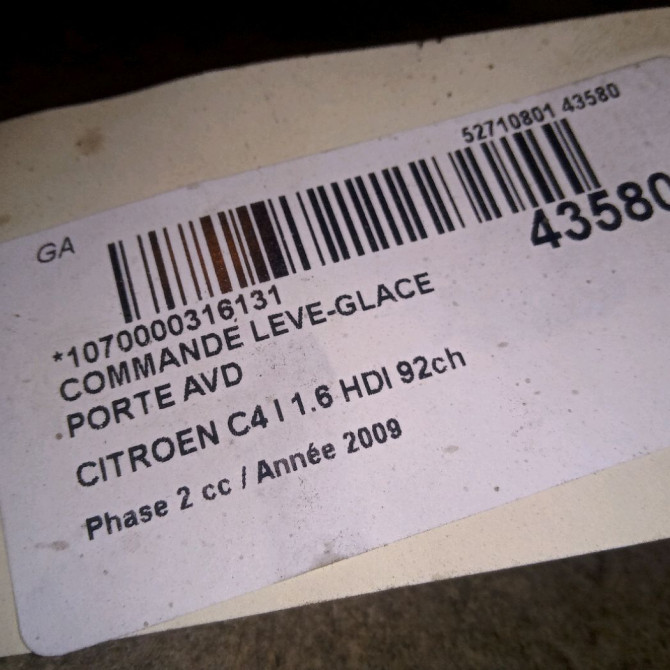 52710801 43580
GA
43580
*1070000316131
COMMANDE LEVE-GLACE
PORTE AVD
CITROEN C4 I 1.6 HDI 92ch
Phase 2 cc / Année 2009